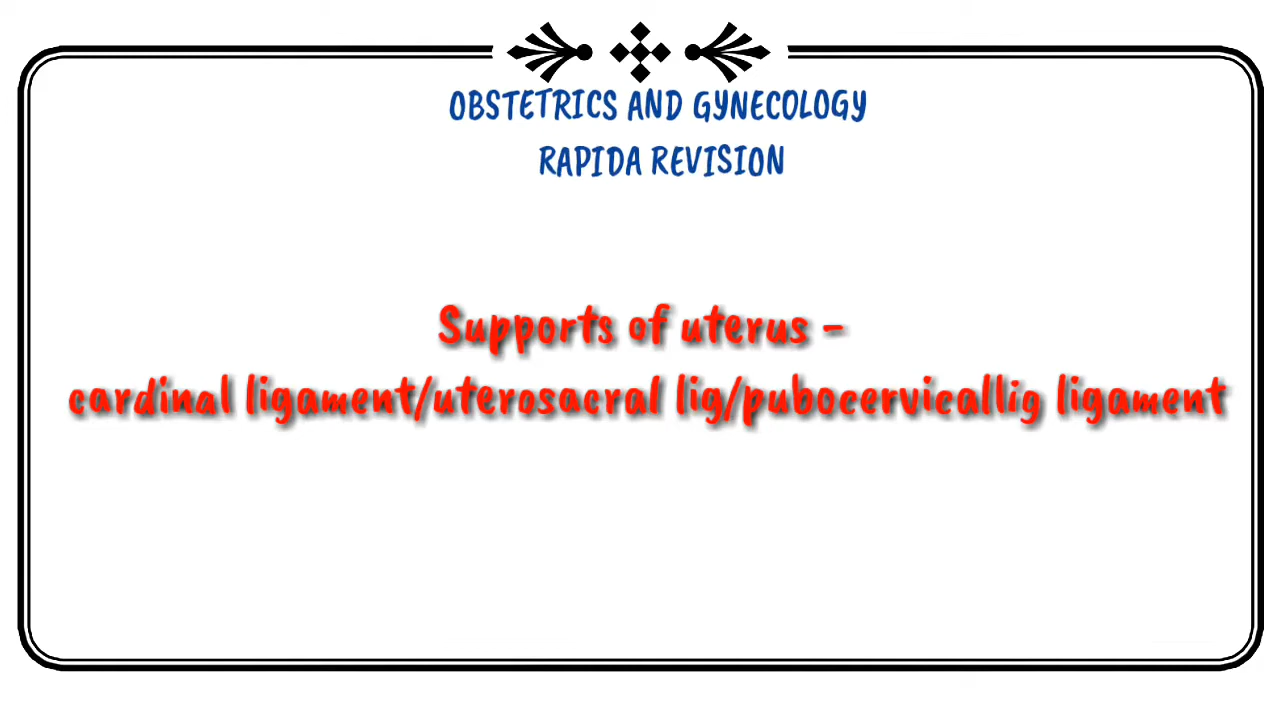 OBSTETRICS AND GYNECOLOGY
RAPIDA REVISION
Supports of uterus -
cardinal ligament/uterosacral lig/pubocervicallig ligament